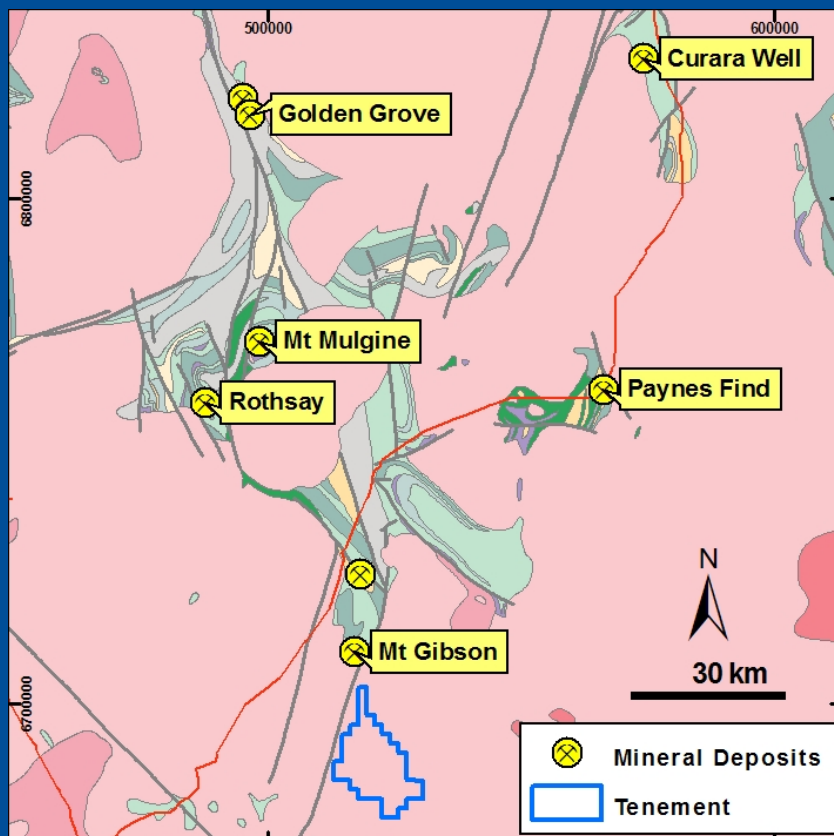 500000
600000
Curara Well
Golden Grove
6800000
Mt Mulgine
Rothsay
Paynes Find
N
30 km
Mt Gibson
6700000
Mineral Deposits
Tenement